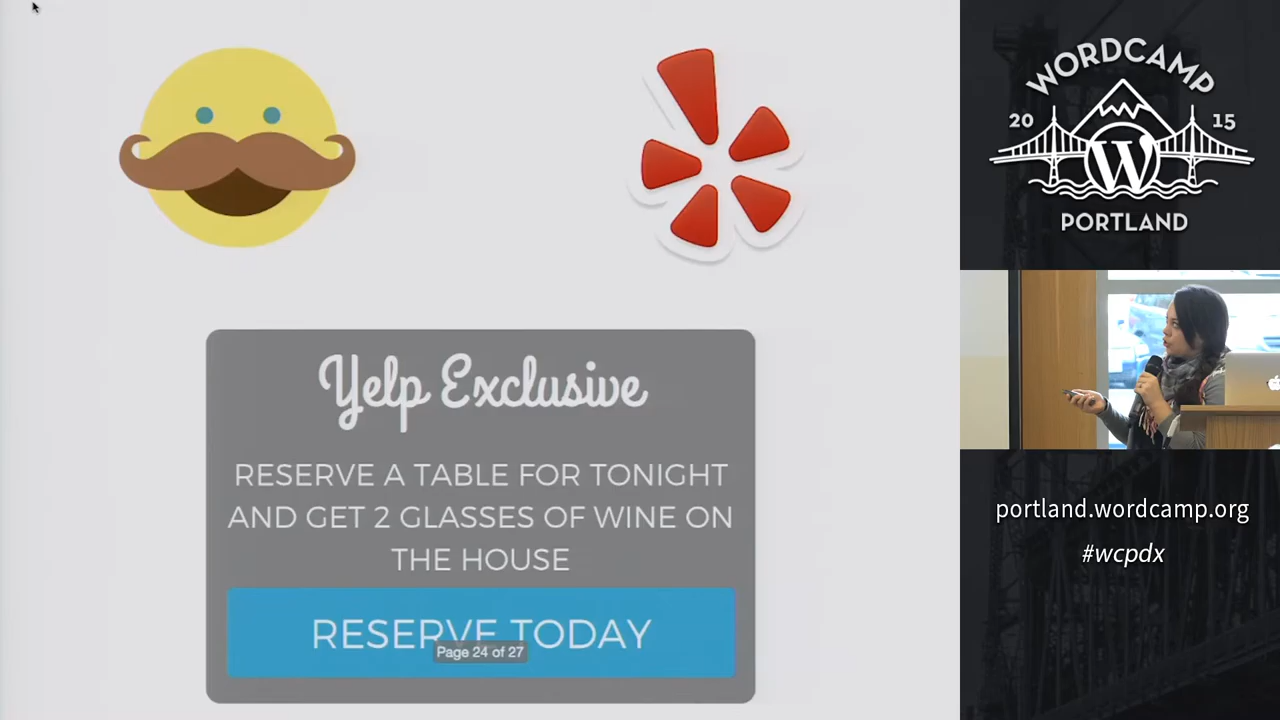 Yelp Exclusive
RESERVE A TABLE FOR TONIGHT
AND GET 2 GLASSES OF WINE ON
THE HOUSE
RESERVE TODAY
Page 24 of 27
WORDCAMP
20 15
W
PORTLAND
portland.wordcamp.org
#wcpdx